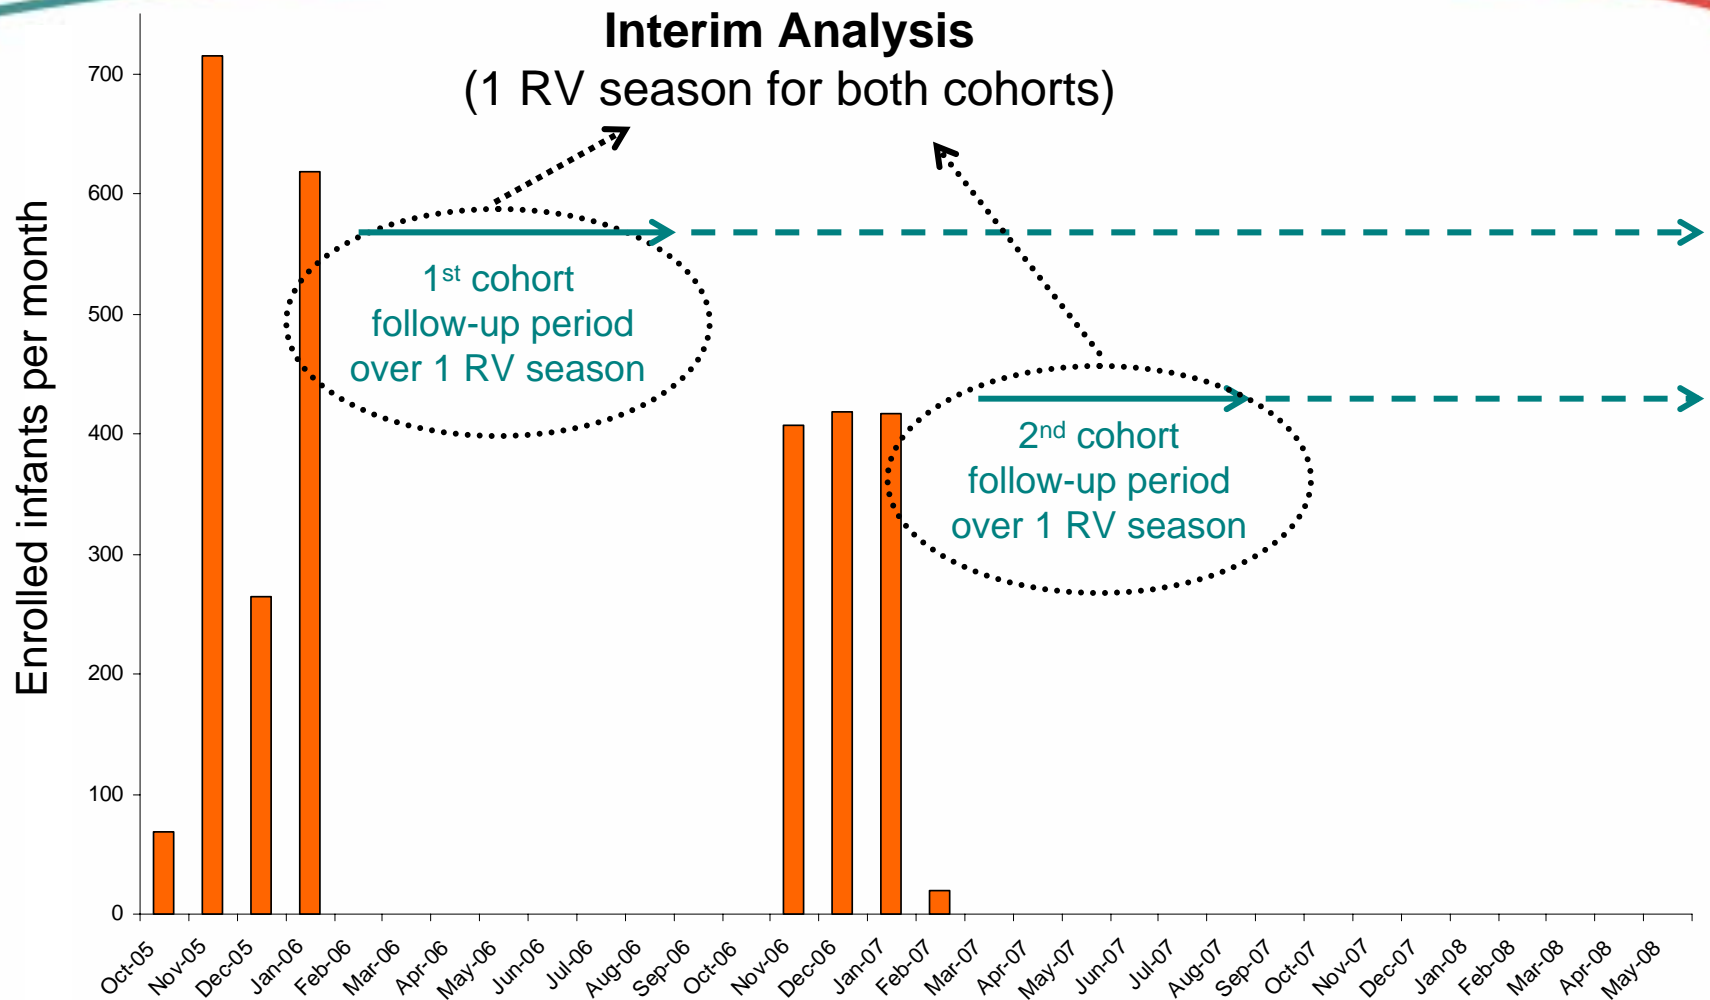 Interim Analysis
(1 RV season for both cohorts)
Enrolled infants per month
700
600
500
400
300
200
100
0
1st cohort
follow-up period
over 1 RV season
2nd cohort
follow-up period
over 1 RV season
Oct-05
Nov-05
Dec-05
Jan-06
Feb-06
Mar-06
Apr-06
May-06
Jun-06
Jul-06
Aug-06
Sep-06
Oct-06
Nov-06
Dec-06
Jan-07
Feb-07
Mar-07
Apr-07
May-07
Jun-07
Jul-07
Aug-07
Sep-07
Oct-07
Nov-07
Dec-07
Jan-08
Feb-08
Mar-08
Apr-08
May-08